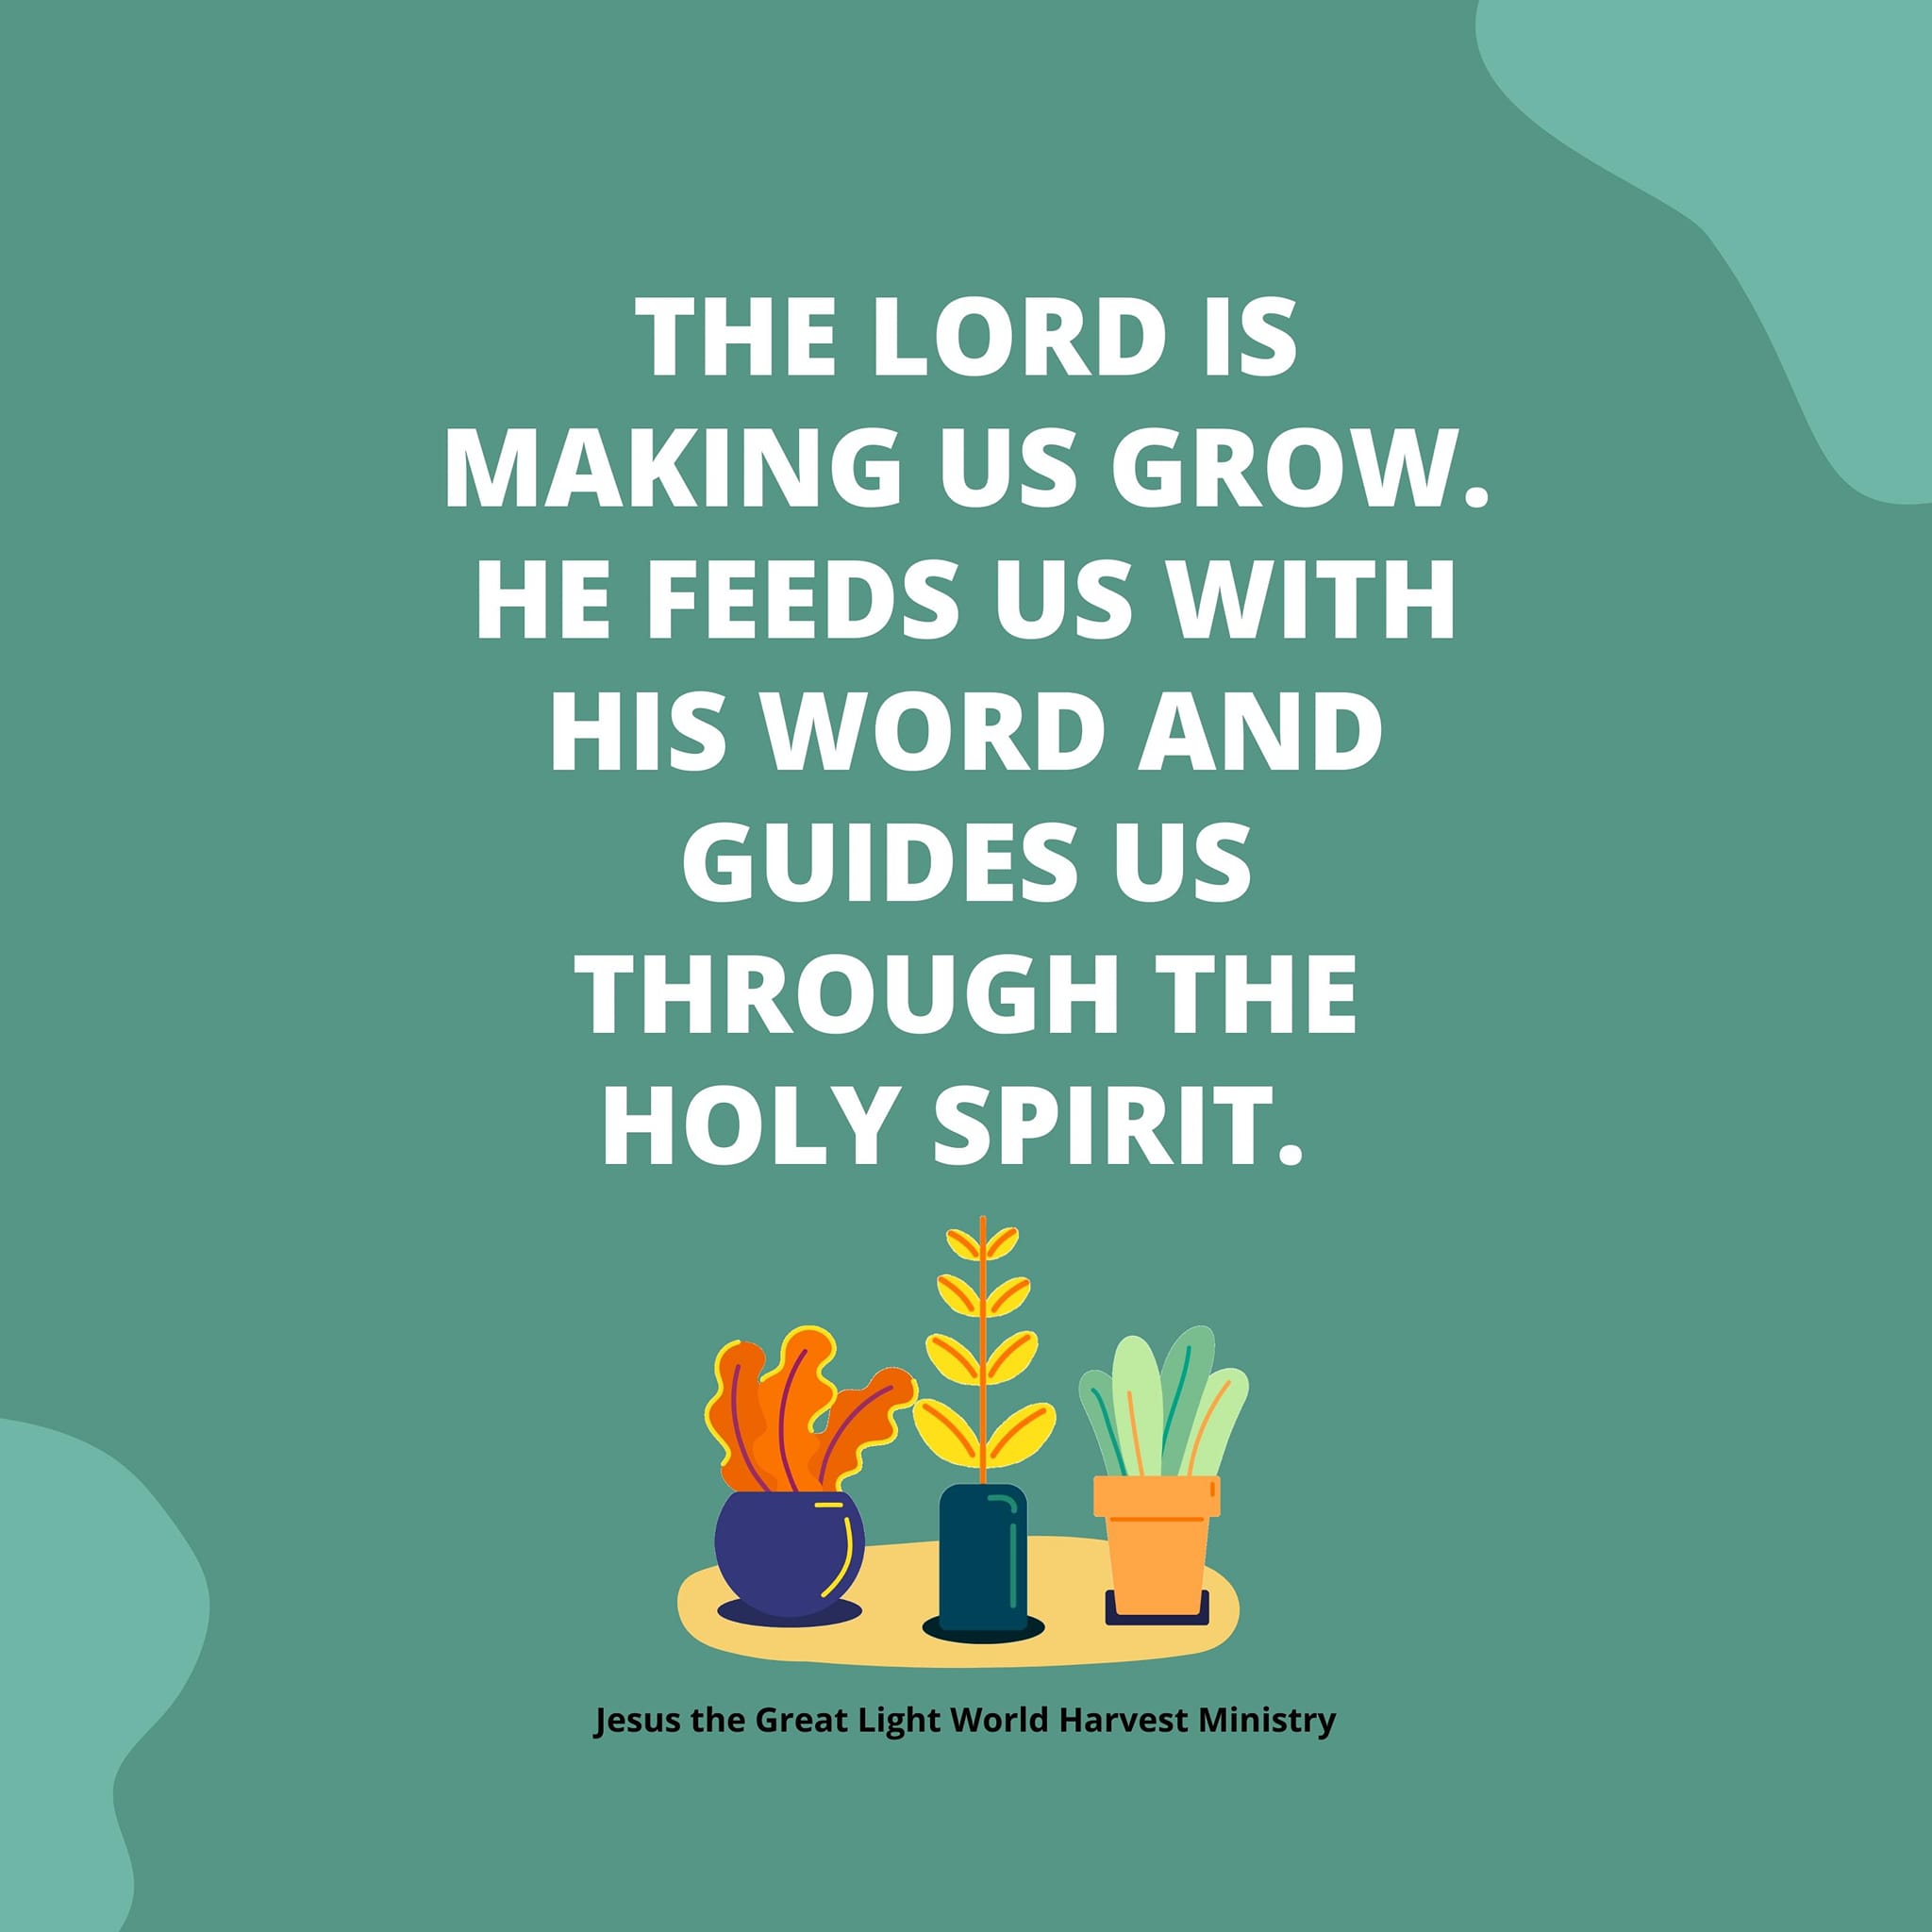 THE LORD IS
MAKING US GROW.
HE FEEDS US WITH
HIS WORD AND
GUIDES US
THROUGH THE
HOLY SPIRIT.
Jesus the Great Light World Harvest Ministry